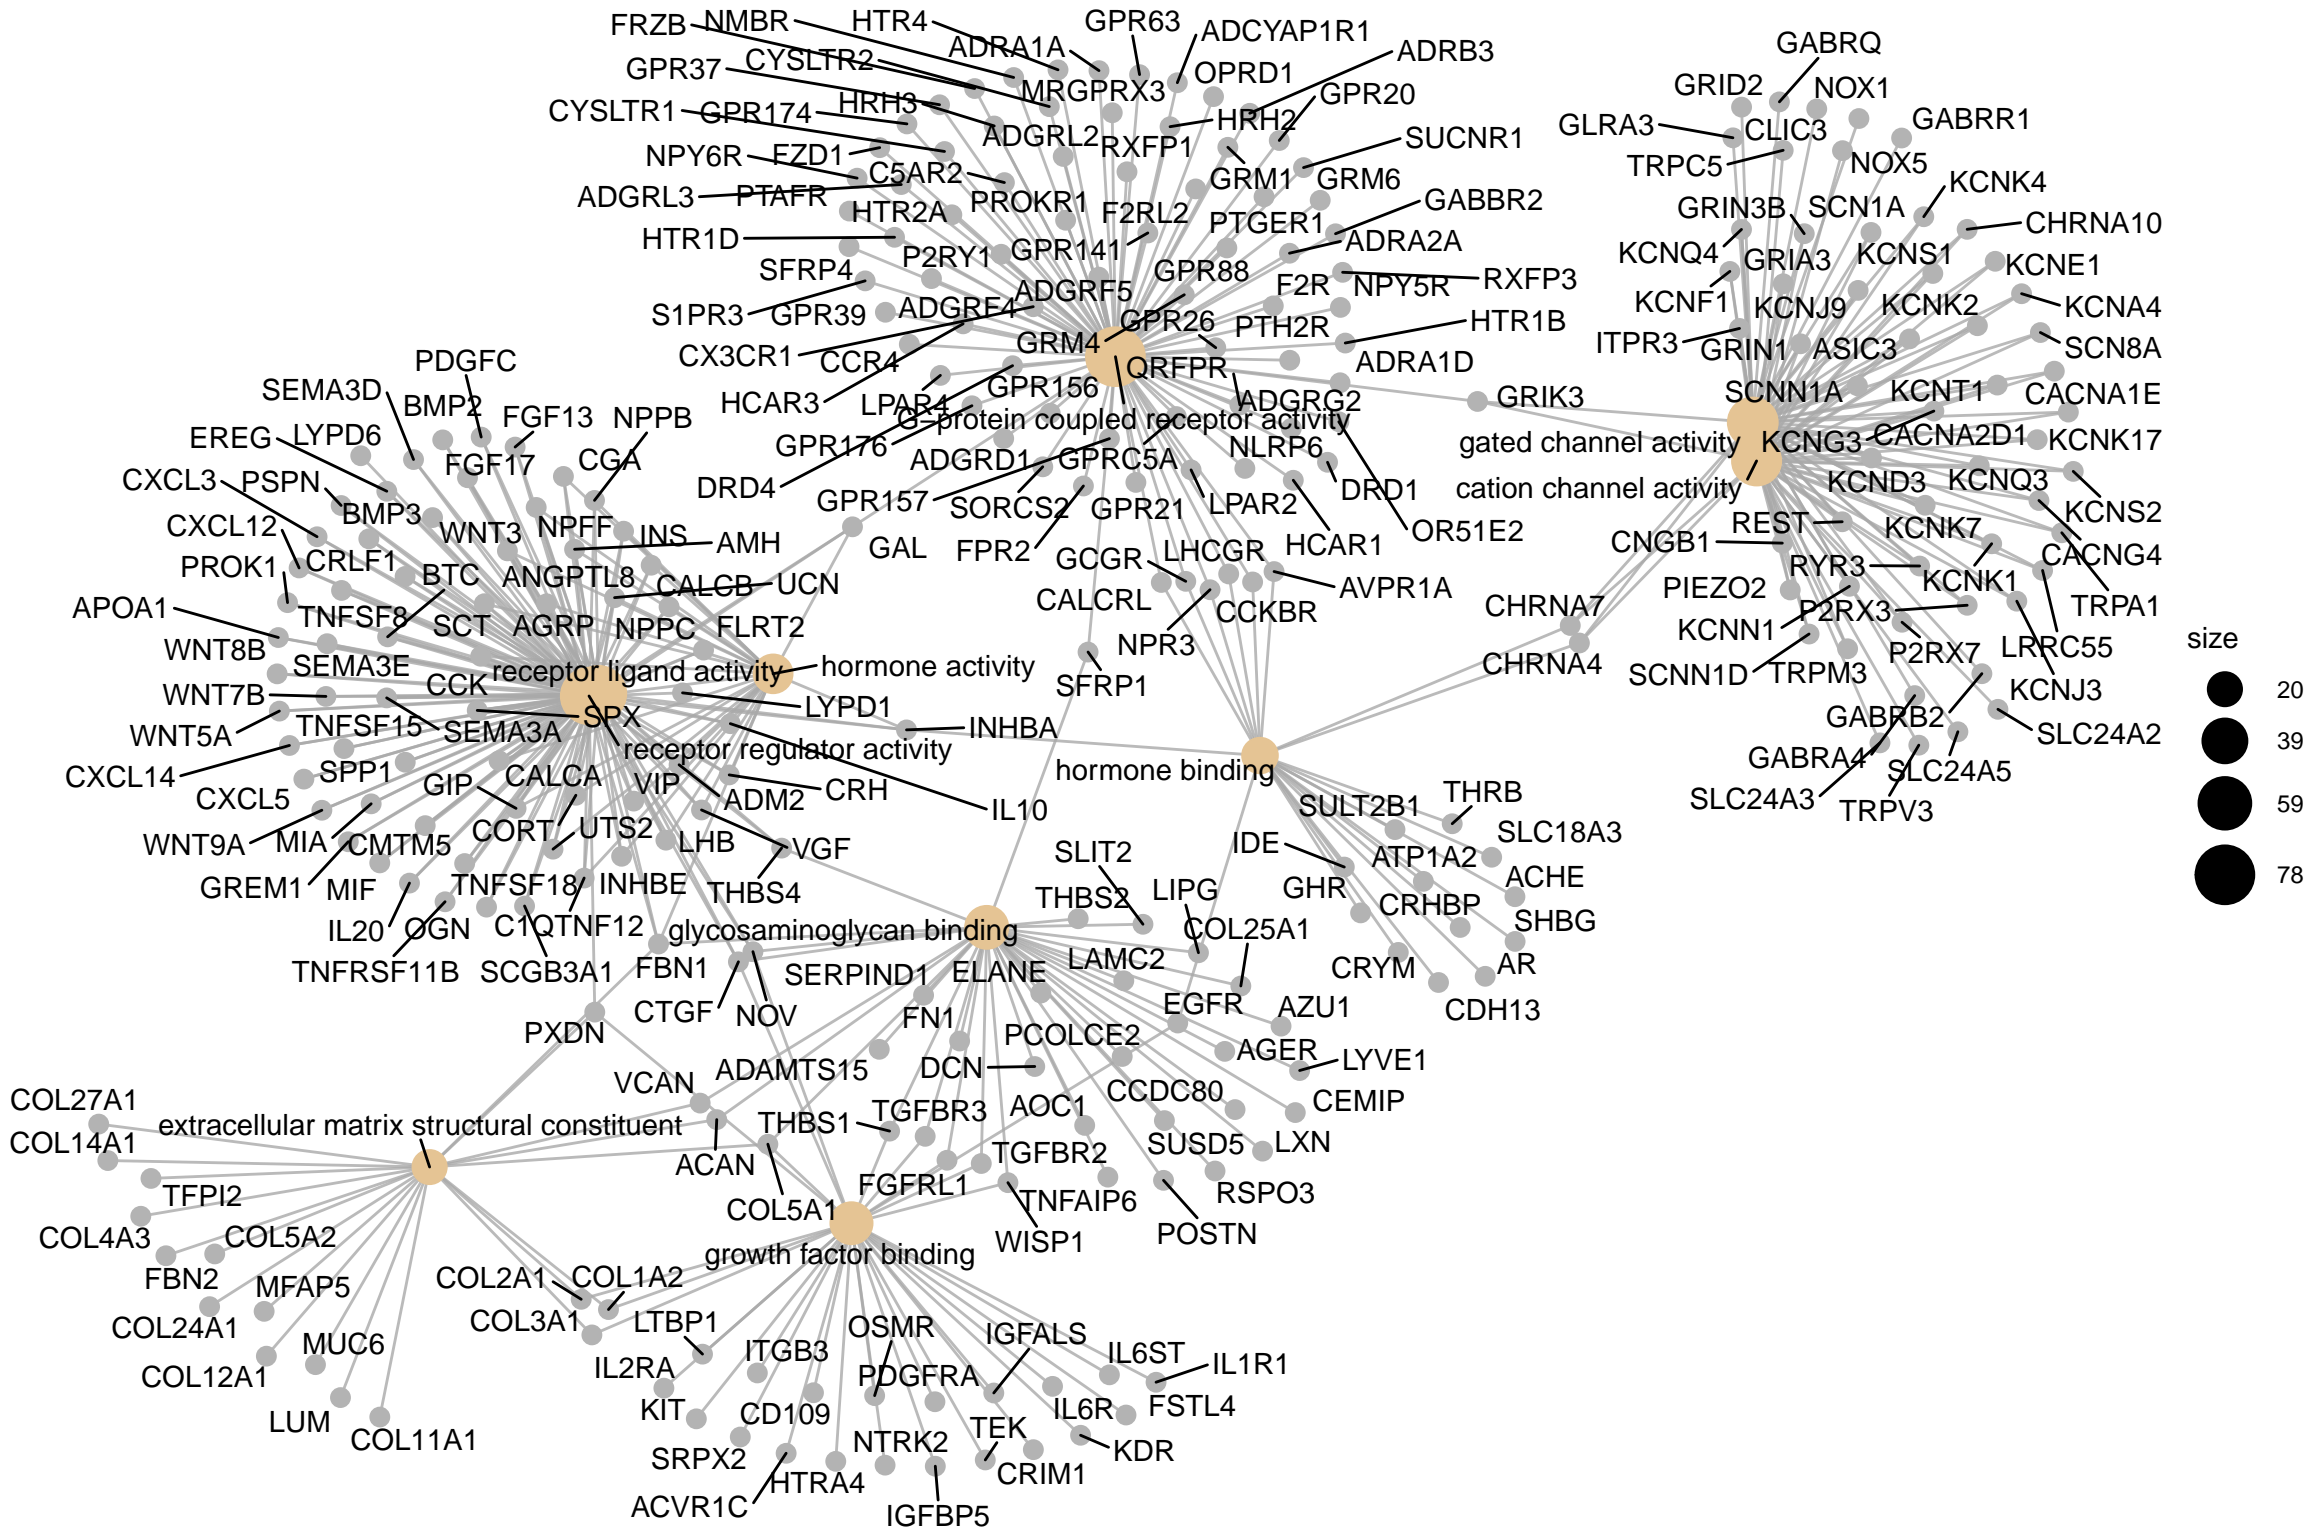 FRZB
NMBR
HTR4
GPR63
ADCYAP1R1
ADRA1A
ADRB3
GPR37
CYSLTR2
MRGPRX3
OPRD1
GPR20
CYSLTR1
GPR174
HRH3
ADGRL2
HRH2
SUCNR1
NPY6R
FZD1
C5AR2
RXFP1
GRM1
GRM6
ADGRL3
PTAFR
HTR2A
PROKR1
F2RL2
PTGER1
GABBR2
HTR1D
P2RY1
GPR141
ADRA2A
SFRP4
GPR88
F2R
NPY5R
RXFP3
S1PR3
GPR39
ADGRF4
ADGRF5
GPR26
PTH2R
HTR1B
CX3CR1
CCR4
GRM4
QRFPR
ADRA1D
HCAR3
LPAR4
GPR156
ADGRG2
G−protein coupled receptor activity
GPR176
ADGRD1
GPRC5A
NLRP6
DRD4
GPR157
SORCS2
GPR21
LPAR2
DRD1
GAL
FPR2
HCAR1
OR51E2
GCGR
LHCGR
CALCRL
CCKBR
AVPR1A
NPR3
SFRP1
GABRQ
GRID2
NOX1
GLRA3
CLIC3
GABRR1
TRPC5
NOX5
KCNK4
GRIN3B
SCN1A
CHRNA10
KCNQ4
GRIA3
KCNS1
KCNE1
KCNF1
KCNJ9
KCNK2
KCNA4
ITPR3
GRIN1
ASIC3
SCN8A
SCNN1A
KCNT1
CACNA1E
GRIK3
gated channel activity
KCNG3
CACNA2D1
KCNK17
cation channel activity
KCND3
KCNQ3
KCNS2
REST
KCNK7
CACNG4
CNGB1
RYR3
KCNK1
TRPA1
PIEZO2
P2RX3
KCNN1
P2RX7
LRRC55
SCNN1D
TRPM3
KCNJ3
GABRB2
SLC24A2
GABRA4
SLC24A5
SLC24A3
TRPV3
CHRNA7
CHRNA4
size
20
39
59
78
PDGFC
SEMA3D
BMP2
FGF13
NPPB
EREG
LYPD6
FGF17
CGA
CXCL3
PSPN
BMP3
WNT3
NPFF
INS
AMH
CXCL12
CRLF1
BTC
ANGPTL8
CALCB
UCN
PROK1
APOA1
TNFSF8
SCT
AGRP
NPPC
FLRT2
WNT8B
SEMA3E
receptor ligand activity
hormone activity
WNT7B
CCK
LYPD1
WNT5A
TNFSF15
SEMA3A
SPX
INHBA
receptor regulator activity
CXCL14
SPP1
GIP
CALCA
VIP
ADM2
CRH
IL10
CXCL5
WNT9A
MIA
CMTM5
CORT
UTS2
LHB
VGF
GREM1
MIF
TNFSF18
INHBE
THBS4
IL20
OGN
C1QTNF12
TNFRSF11B
SCGB3A1
FBN1
CTGF
NOV
PXDN
hormone binding
SULT2B1
THRB
IDE
SLC18A3
ATP1A2
GHR
ACHE
CRHBP
SHBG
CRYM
AR
CDH13
SLIT2
THBS2
LIPG
glycosaminoglycan binding
COL25A1
SERPIND1
ELANE
LAMC2
FN1
EGFR
AZU1
PCOLCE2
AGER
ADAMTS15
DCN
LYVE1
CCDC80
CEMIP
VCAN
THBS1
TGFBR3
AOC1
SUSD5
LXN
ACAN
TGFBR2
FGFRL1
TNFAIP6
RSPO3
COL5A1
WISP1
POSTN
growth factor binding
COL27A1
extracellular matrix structural constituent
COL14A1
TFPI2
COL4A3
COL5A2
FBN2
MFAP5
COL24A1
MUC6
COL12A1
LUM
COL11A1
COL2A1
COL1A2
COL3A1
LTBP1
OSMR
IGFALS
IL2RA
ITGB3
PDGFRA
IL6ST
IL1R1
KIT
CD109
IL6R
FSTL4
SRPX2
NTRK2
TEK
KDR
HTRA4
CRIM1
ACVR1C
IGFBP5